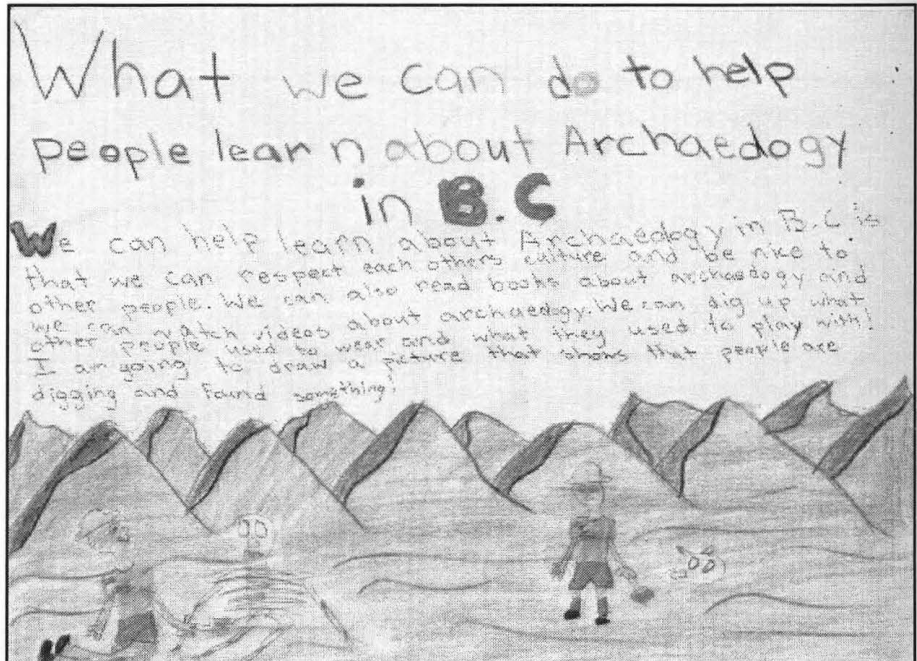 What we can do to help
people learn about Archaedogy
in B.C
We can help learn about Archaedogy in B.C is
that we can respect each others culture and be nice to
other people. We can also read books about archaedogy and
we can watch videos about archaedogy. We can dig up what
other people used to wear and what they used to play with!
I am going to draw a picture that shows that people are
digging and found something!